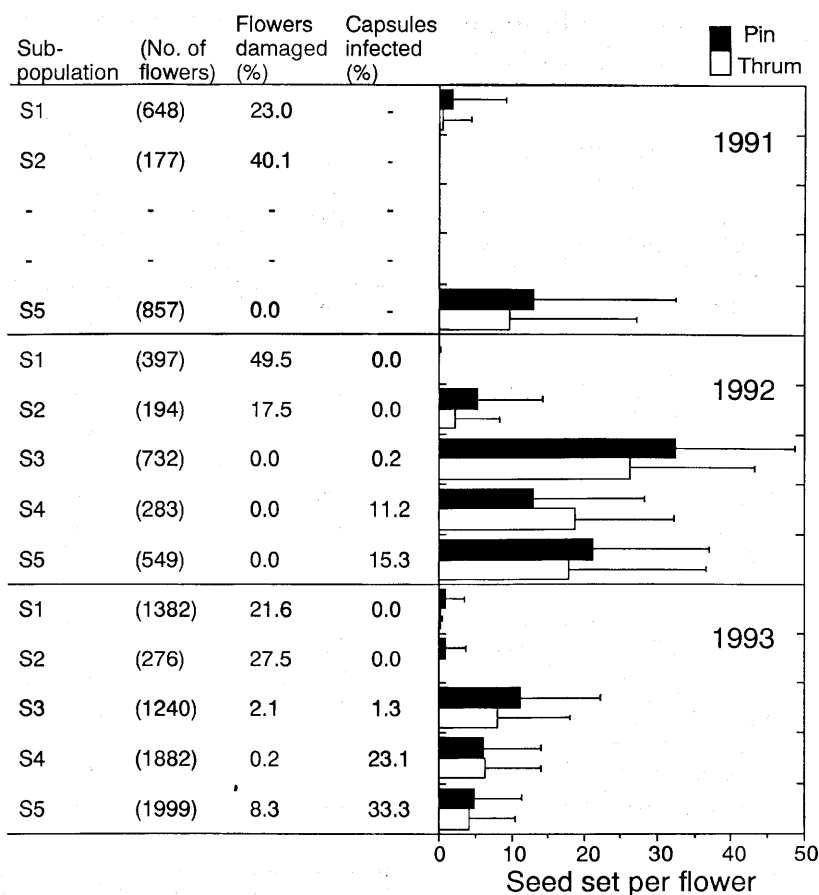 Sub-population (No. of flowers) Flowers damaged (%) Capsules infected (%)
Pin
Thrum
S1 (648) 23.0 -
1991
S2 (177) 40.1 -
- - - -
- - - -
S5 (857) 0.0 -
S1 (397) 49.5 0.0
1992
S2 (194) 17.5 0.0
S3 (732) 0.0 0.2
S4 (283) 0.0 11.2
S5 (549) 0.0 15.3
S1 (1382) 21.6 0.0
1993
S2 (276) 27.5 0.0
S3 (1240) 2.1 1.3
S4 (1882) 0.2 23.1
S5 (1999) 8.3 33.3
0 10 20 30 40 50
Seed set per flower